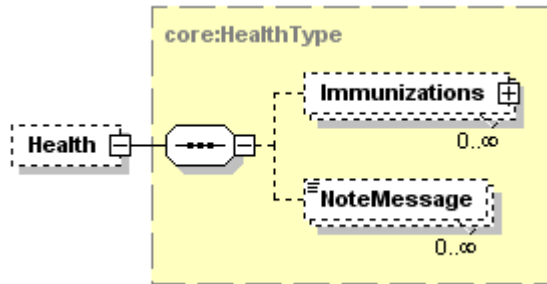 core:HealthType
Immunizations
0..∞
Health
NoteMessage
0..∞